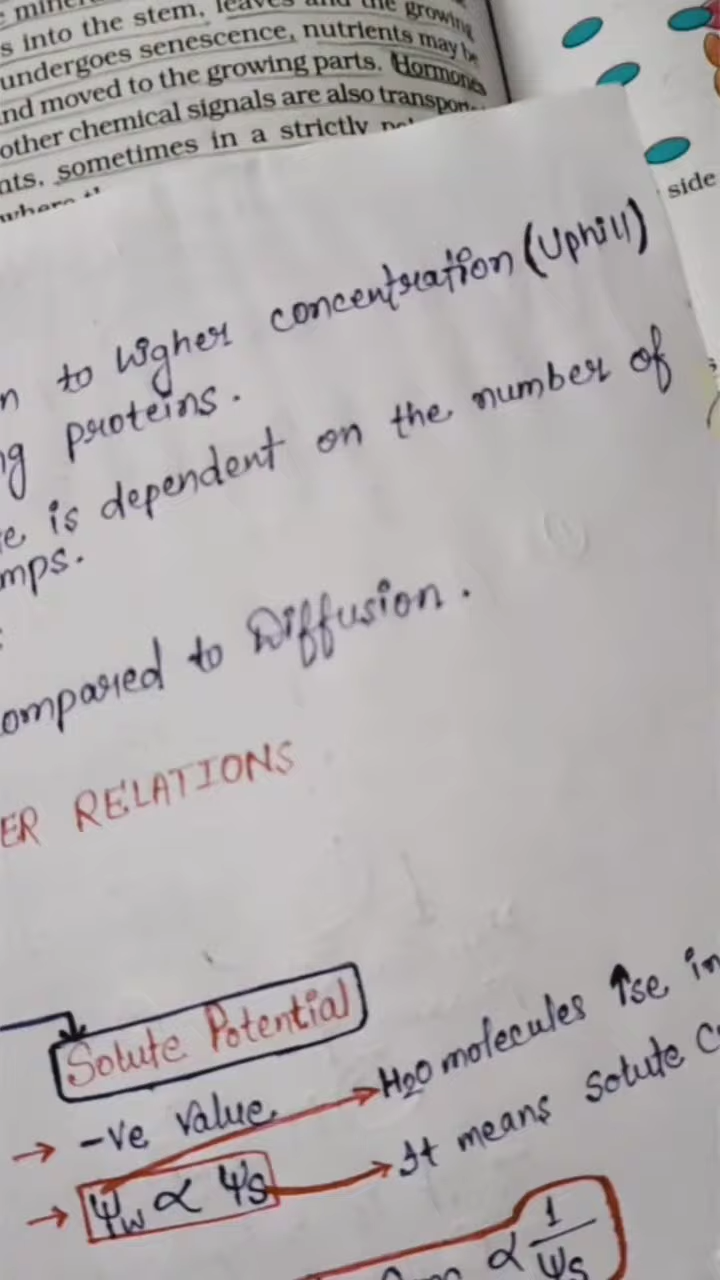 s into the stem, leaves and the growing
undergoes senescence, nutrients may be
nd moved to the growing parts. Hormones
other chemical signals are also transport
nts, sometimes in a strictly
side
n to higher concentration (Uphill)
ng proteins.
e is dependent on the number of
mps.
ompared to Diffusion.
ER RELATIONS
Solute Potential
→ -ve value
→ H2O molecules ↑se in
→ Ψw ∝ Ψs
→ It means Solute C
∝ 1/Ψs